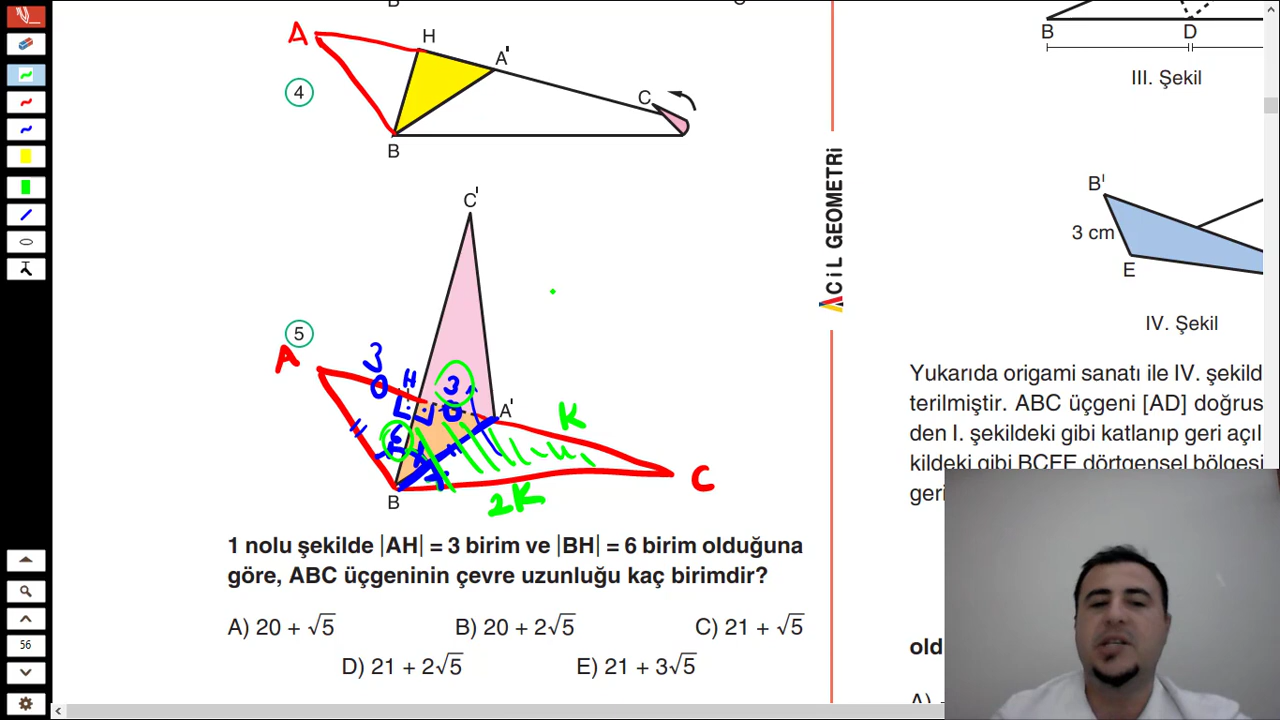 B
A
H
A'
4
C
B
C'
5
A
3
H
3
A'
6
K
B
2K
C
1 nolu şekilde |AH| = 3 birim ve |BH| = 6 birim olduğuna
göre, ABC üçgeninin çevre uzunluğu kaç birimdir?
A) 20 + √5
B) 20 + 2√5
C) 21 + √5
D) 21 + 2√5
E) 21 + 3√5
ACİL GEOMETRİ
B
D
III. Şekil
B'
3 cm
E
IV. Şekil
Yukarıda origami sanatı ile IV. şekild
terilmiştir. ABC üçgeni [AD] doğrus
den I. şekildeki gibi katlanıp geri açıl
kildeki gibi BCFE dörtgensel bölgesi
geri
old
56